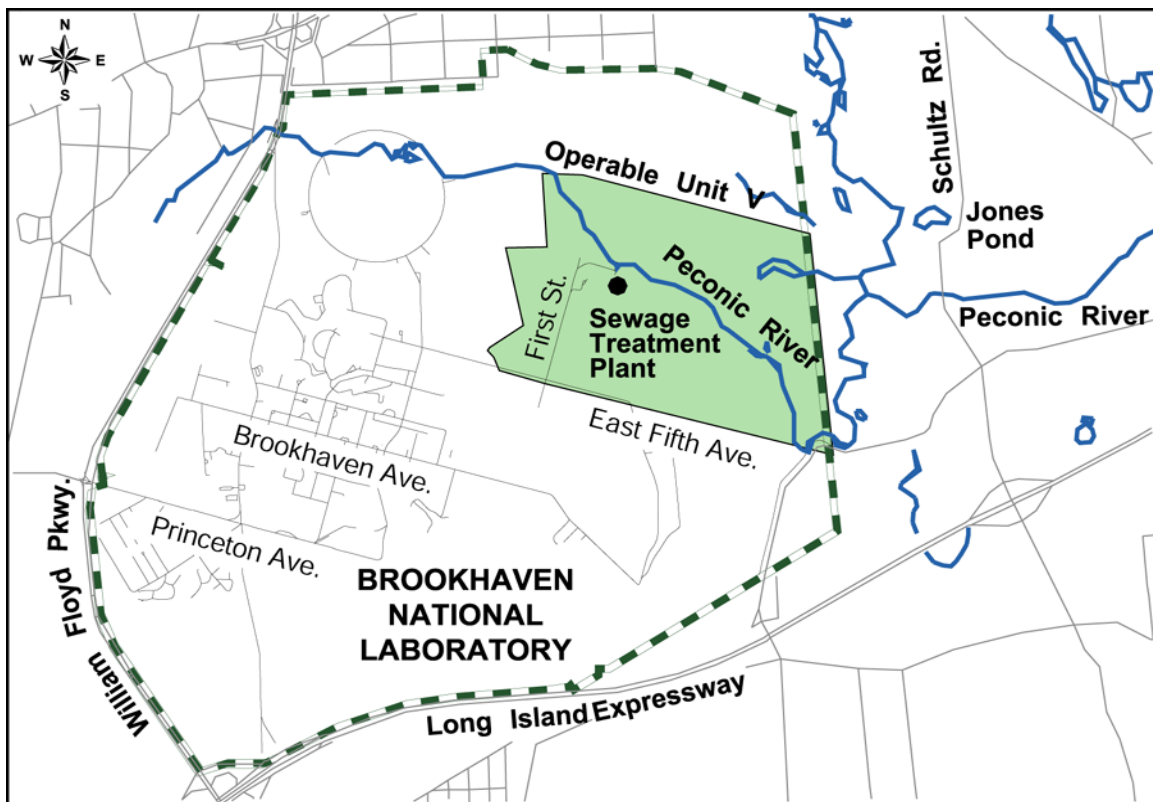 N
W E
S
Schultz Rd.
Operable Unit V
Jones
Pond
Peconic River
Peconic River
First St.
Sewage
Treatment
Plant
East Fifth Ave.
Brookhaven Ave.
Princeton Ave.
William Floyd Pkwy.
BROOKHAVEN
NATIONAL
LABORATORY
Long Island Expressway